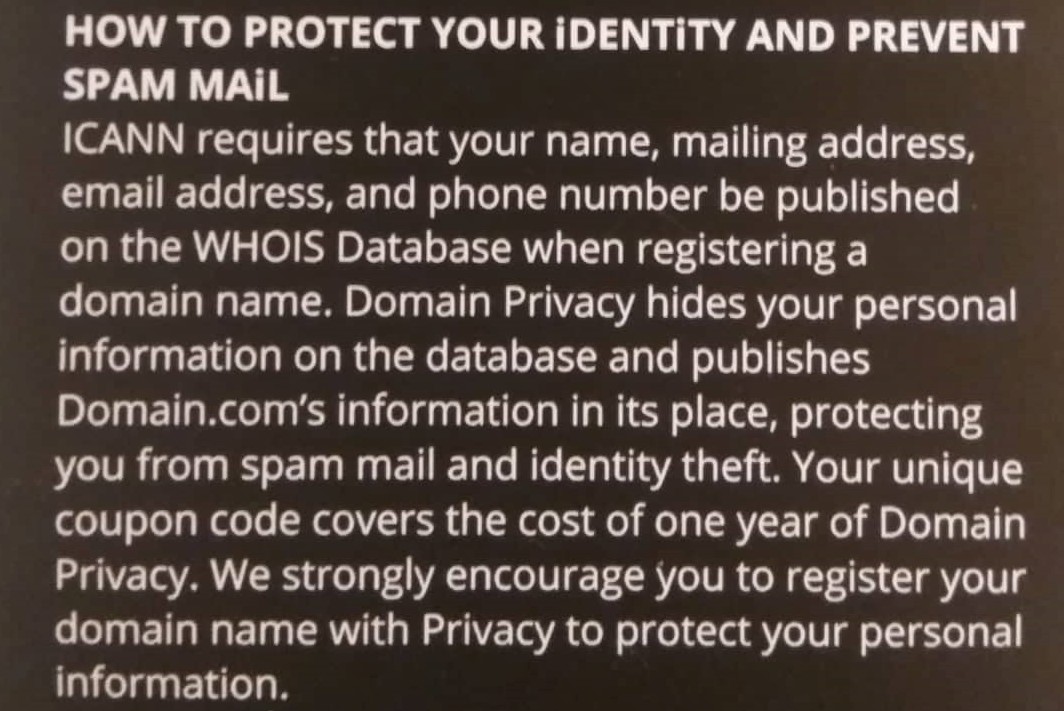 HOW TO PROTECT YOUR iDENTiTY AND PREVENT
SPAM MAiL
ICANN requires that your name, mailing address,
email address, and phone number be published
on the WHOIS Database when registering a
domain name. Domain Privacy hides your personal
information on the database and publishes
Domain.com's information in its place, protecting
you from spam mail and identity theft. Your unique
coupon code covers the cost of one year of Domain
Privacy. We strongly encourage you to register your
domain name with Privacy to protect your personal
information.